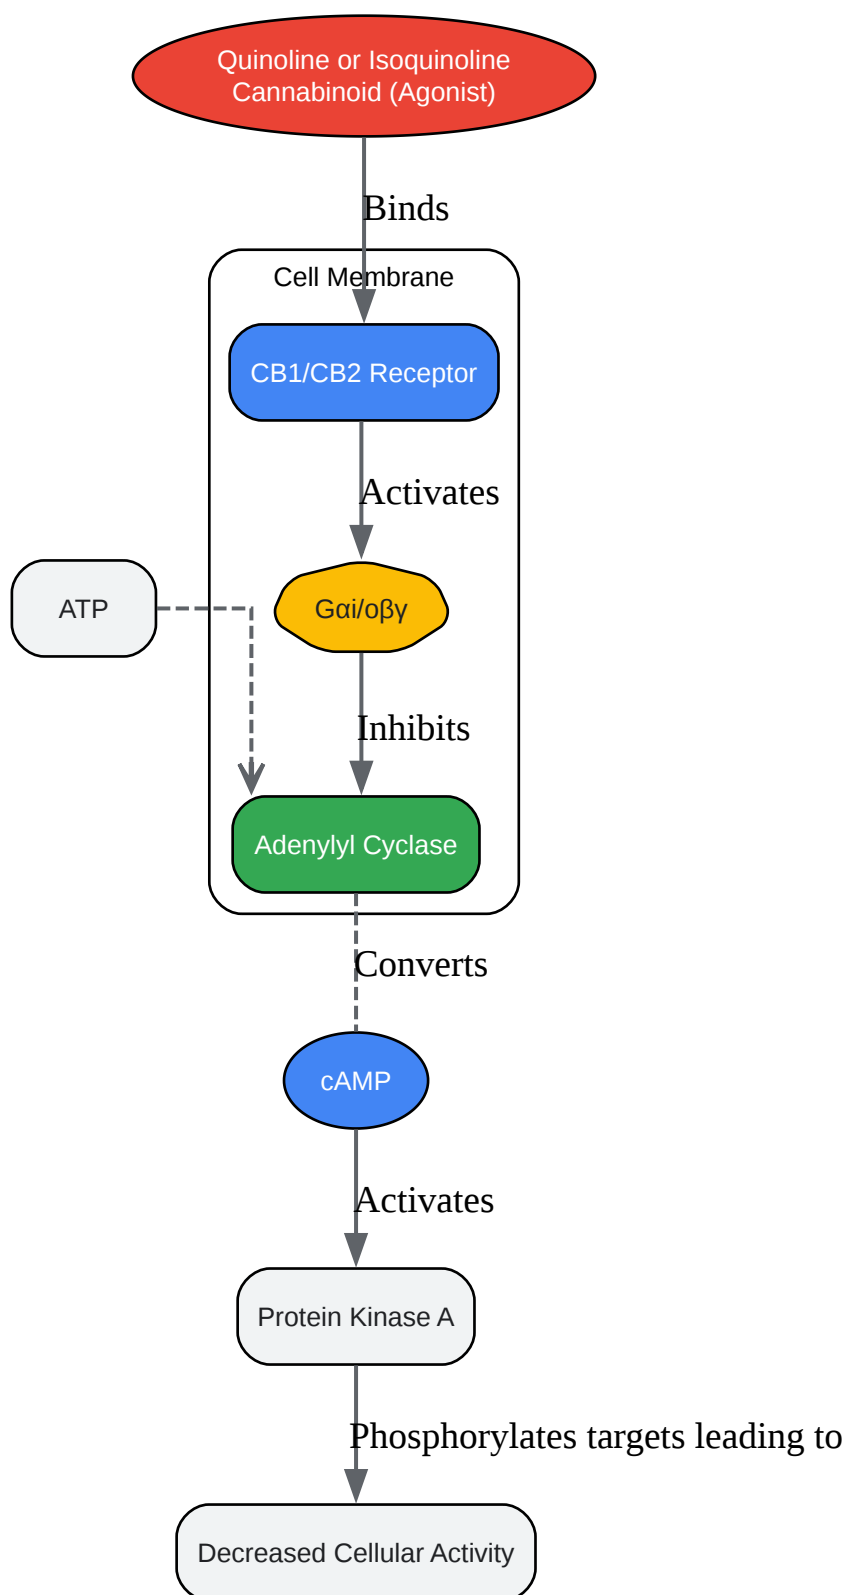 Quinoline or Isoquinoline
Cannabinoid (Agonist)
Binds
Cell Membrane
CB1/CB2 Receptor
Activates
ATP
Gαi/oβγ
Inhibits
Adenylyl Cyclase
Converts
cAMP
Activates
Protein Kinase A
Phosphorylates targets leading to
Decreased Cellular Activity